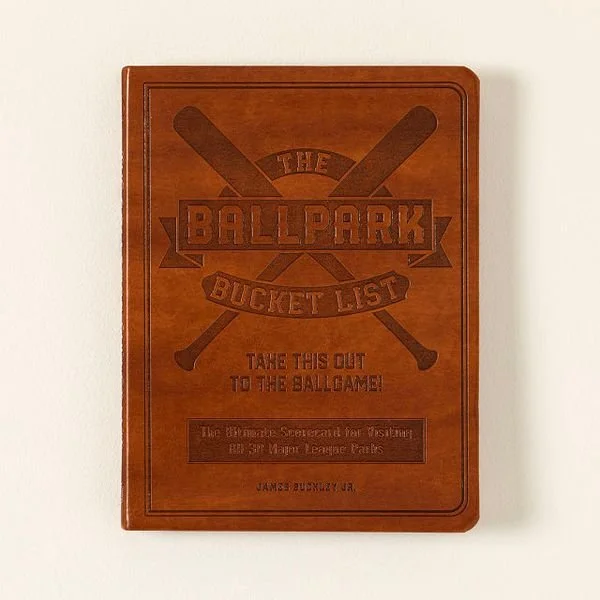 THE
BALLPARK
BUCKET LIST
TAKE THIS OUT
TO THE BALLGAME!
The Ultimate Scorecard for Visiting
All 30 Major League Parks
JAMES BUCKLEY JR.